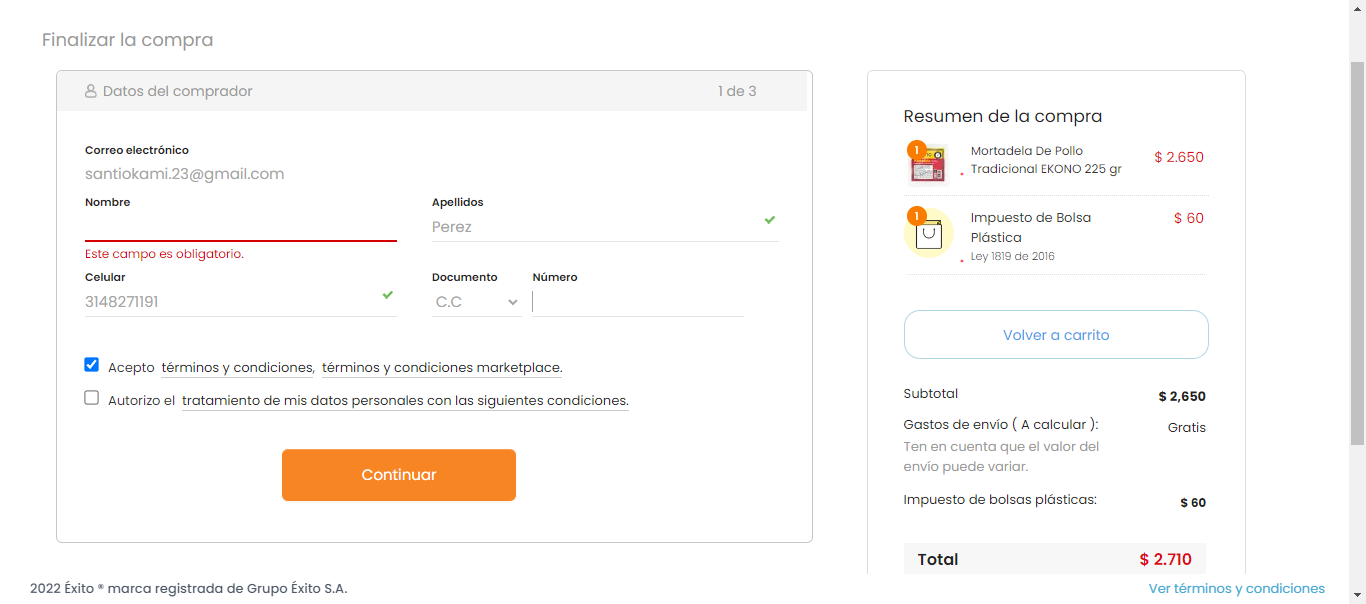 Finalizar la compra
Datos del comprador
1 de 3
Correo electrónico
santiokami.23@gmail.com
Nombre
Apellidos
Perez
Este campo es obligatorio.
Celular
Documento
Número
3148271191
C.C
Acepto términos y condiciones, términos y condiciones marketplace.
Autorizo el tratamiento de mis datos personales con las siguientes condiciones.
Continuar
Resumen de la compra
1
Mortadela De Pollo
Tradicional EKONO 225 gr
$ 2.650
1
Impuesto de Bolsa
Plástica
$ 60
Ley 1819 de 2016
Volver a carrito
Subtotal
$ 2,650
Gastos de envío ( A calcular ):
Gratis
Ten en cuenta que el valor del
envío puede variar.
Impuesto de bolsas plásticas:
$ 60
Total
$ 2.710
2022 Éxito ® marca registrada de Grupo Éxito S.A.
Ver términos y condiciones